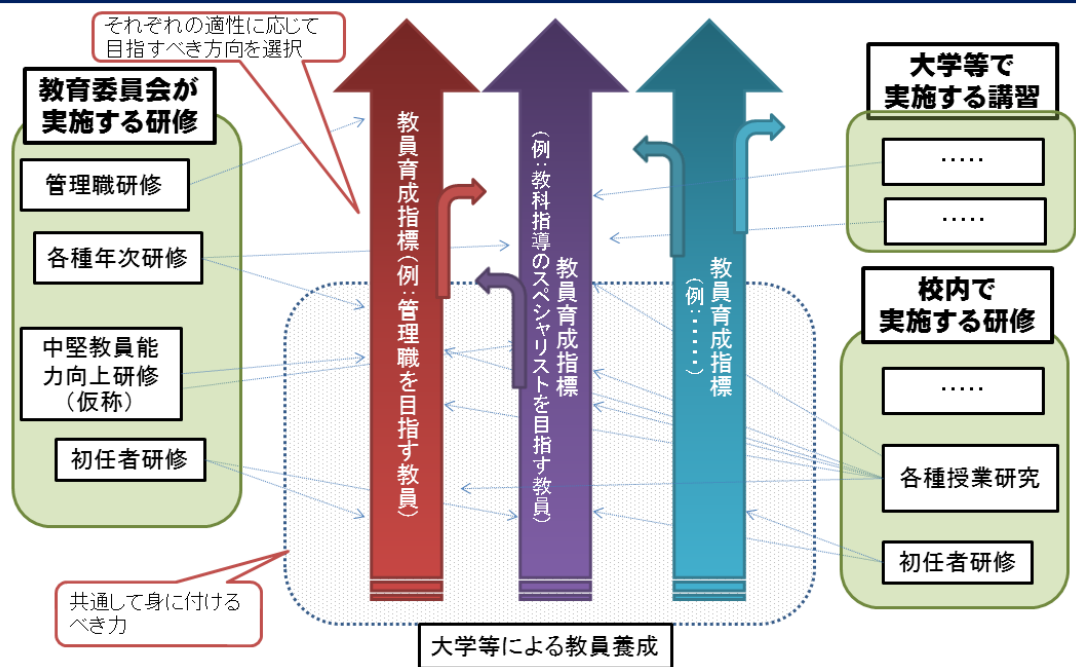 それぞれの適性に応じて
目指すべき方向を選択
教育委員会が
実施する研修
管理職研修
各種年次研修
中堅教員能
力向上研修
（仮称）
初任者研修
共通して身に付ける
べき力
教員育成指標（例：管理職を目指す教員）
教員育成指標
（例：教科指導のスペシャリストを目指す教員）
教員育成指標
（例：・・・・・・）
大学等で
実施する講習
・・・・・
・・・・・
校内で
実施する研修
・・・・・
各種授業研究
初任者研修
大学等による教員養成